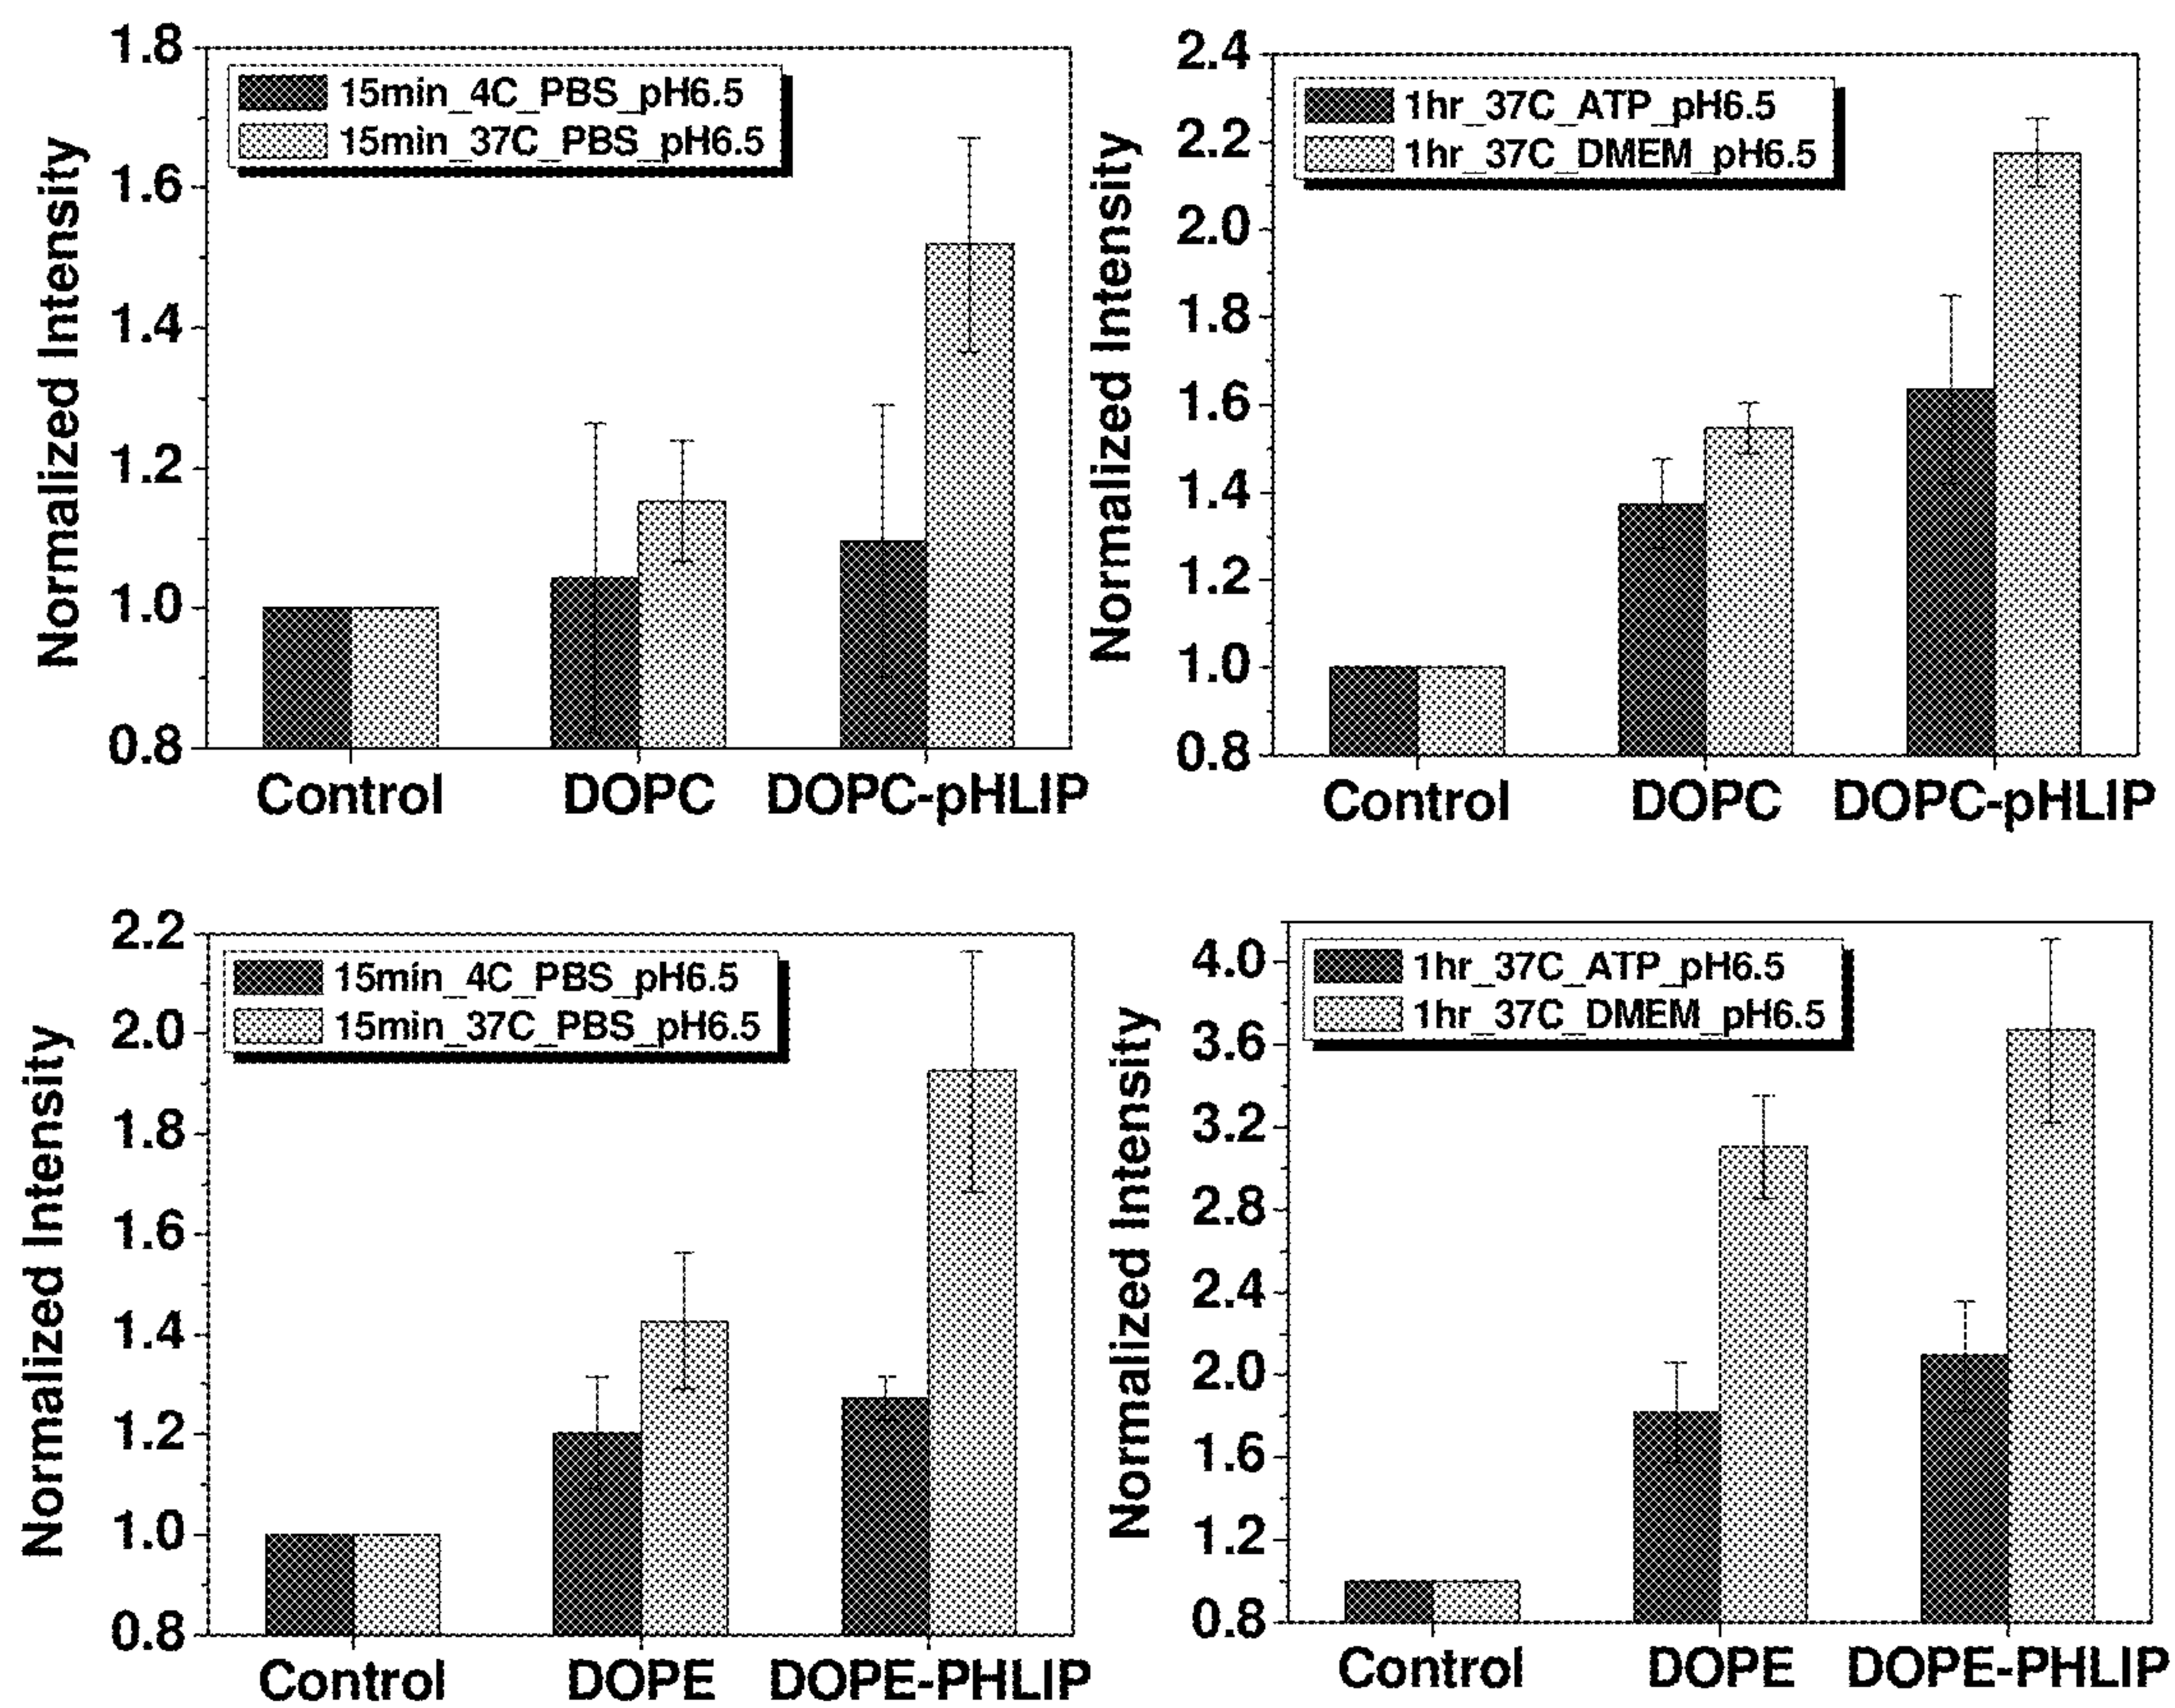 1.8
1.6
1.4
1.2
1.0
0.8
Normalized Intensity
15min_4C_PBS_pH6.5
15min_37C_PBS_pH6.5
Control DOPC DOPC-pHLIP
2.4
2.2
2.0
1.8
1.6
1.4
1.2
1.0
0.8
Normalized Intensity
1hr_37C_ATP_pH6.5
1hr_37C_DMEM_pH6.5
Control DOPC DOPC-pHLIP
2.2
2.0
1.8
1.6
1.4
1.2
1.0
0.8
Normalized Intensity
15min_4C_PBS_pH6.5
15min_37C_PBS_pH6.5
Control DOPE DOPE-PHLIP
4.0
3.6
3.2
2.8
2.4
2.0
1.6
1.2
0.8
Normalized Intensity
1hr_37C_ATP_pH6.5
1hr_37C_DMEM_pH6.5
Control DOPE DOPE-PHLIP